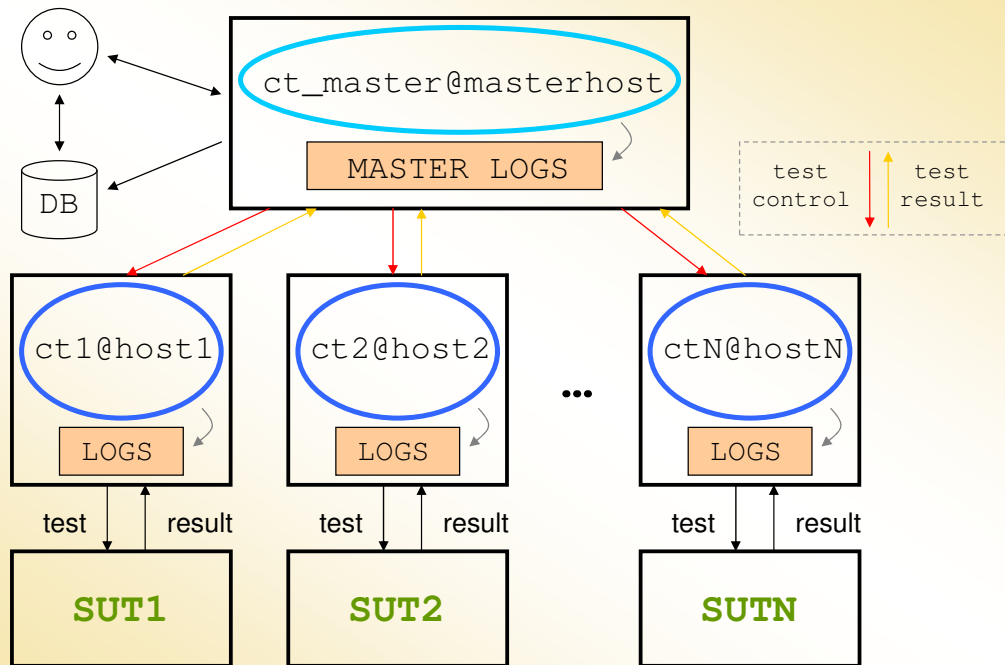 ct_master@masterhost
MASTER LOGS
DB
test test
control result
ct1@host1
ct2@host2
ctN@hostN
...
LOGS
LOGS
LOGS
test result
test result
test result
SUT1
SUT2
SUTN